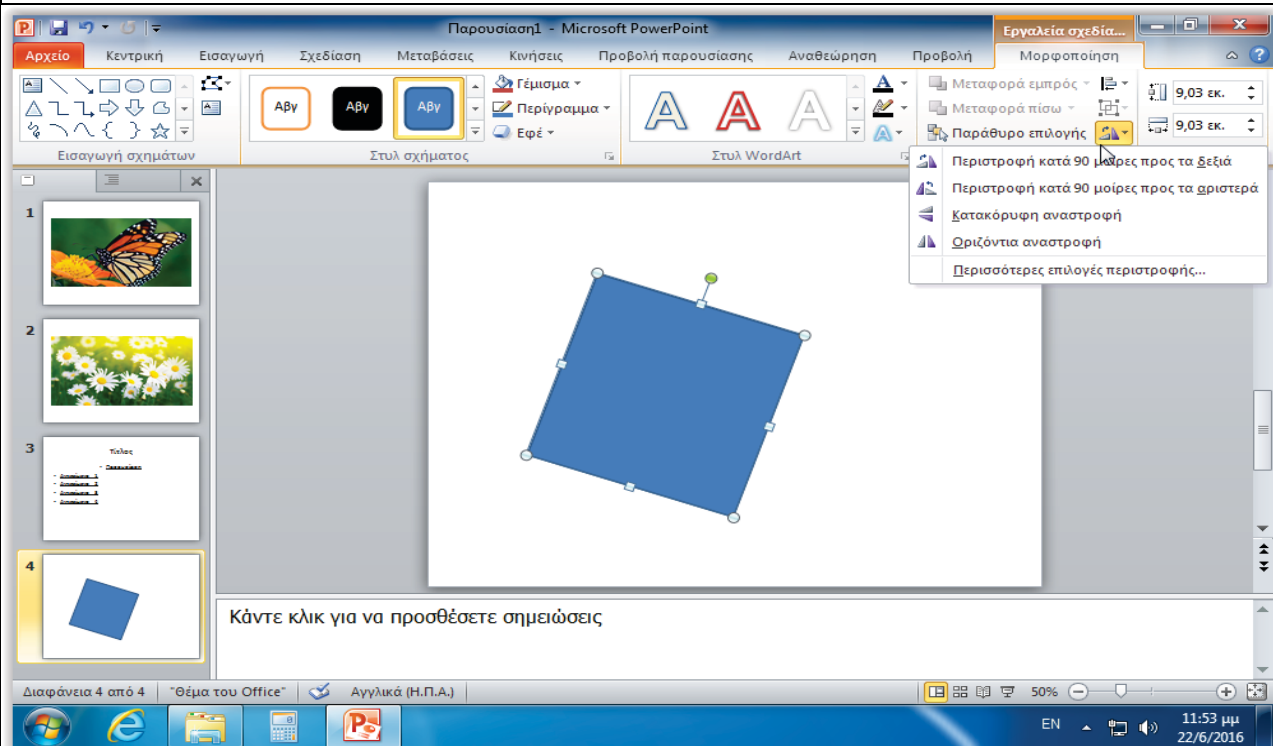 Παρουσίαση1 - Microsoft PowerPoint
Εργαλεία σχεδία...
Αρχείο Κεντρική Εισαγωγή Σχεδίαση Μεταβάσεις Κινήσεις Προβολή παρουσίασης Αναθεώρηση Προβολή Μορφοποίηση
Εισαγωγή σχημάτων
Αβγ Αβγ Αβγ
Γέμισμα
Περίγραμμα
Εφέ
Στυλ σχήματος
A A A
Στυλ WordArt
Μεταφορά εμπρός
Μεταφορά πίσω
Παράθυρο επιλογής
9,03 εκ.
9,03 εκ.
Περιστροφή κατά 90 μοίρες προς τα δεξιά
Περιστροφή κατά 90 μοίρες προς τα αριστερά
Κατακόρυφη αναστροφή
Οριζόντια αναστροφή
Περισσότερες επιλογές περιστροφής...
1
2
3
Τίτλος
4
Κάντε κλικ για να προσθέσετε σημειώσεις
Διαφάνεια 4 από 4 "Θέμα του Office" Αγγλικά (Η.Π.Α.) 50%
EN 11:53 μμ
22/6/2016